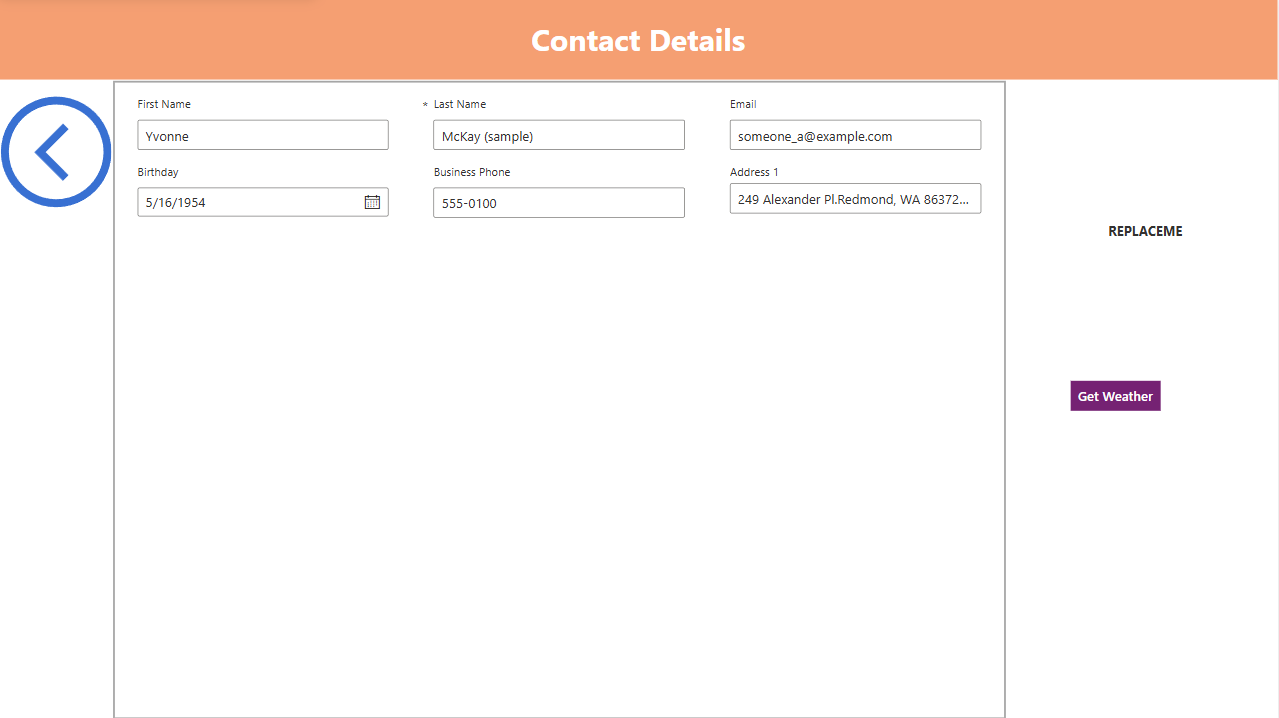 Contact Details
First Name
* Last Name
Email
Yvonne
McKay (sample)
someone_a@example.com
Birthday
Business Phone
Address 1
5/16/1954
555-0100
249 Alexander Pl.Redmond, WA 86372...
REPLACEME
Get Weather